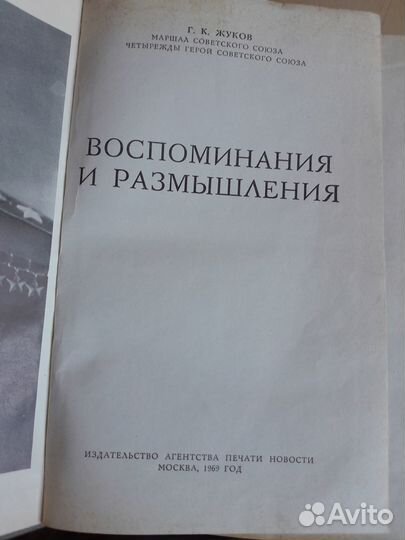 Г. К. ЖУКОВ
МАРШАЛ СОВЕТСКОГО СОЮЗА
ЧЕТЫРЕЖДЫ ГЕРОЙ СОВЕТСКОГО СОЮЗА
ВОСПОМИНАНИЯ
И РАЗМЫШЛЕНИЯ
ИЗДАТЕЛЬСТВО АГЕНТСТВА ПЕЧАТИ НОВОСТИ
МОСКВА, 1969 ГОД
Avito